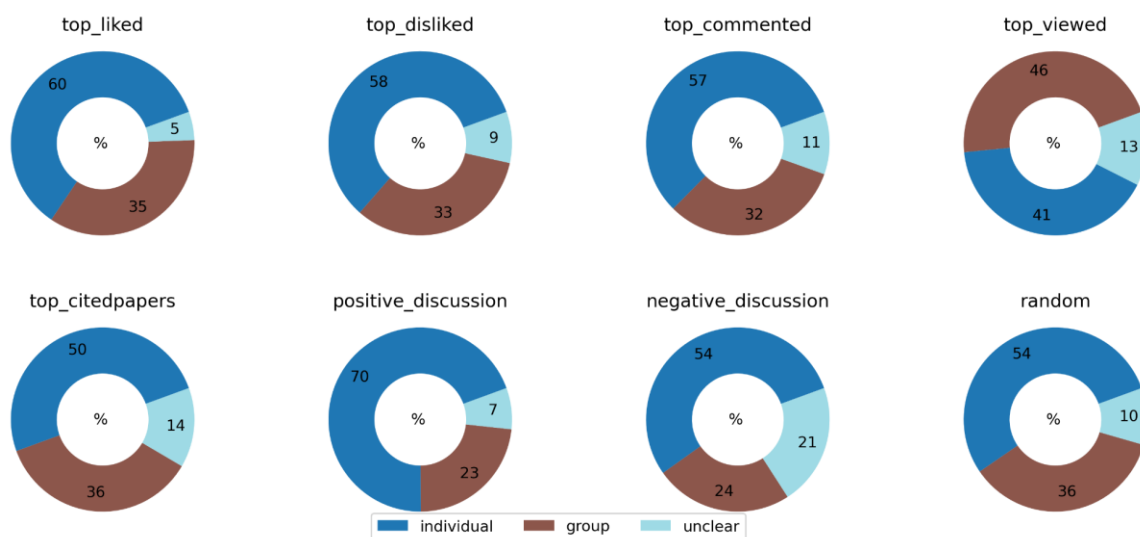 top_liked top_disliked top_commented top_viewed
60 58 57 46
5 9 11 13
% % % %
35 33 32 41
top_citedpapers positive_discussion negative_discussion random
50 70 54 54
14 7 21 10
% % % %
36 23 24 36
individual group unclear